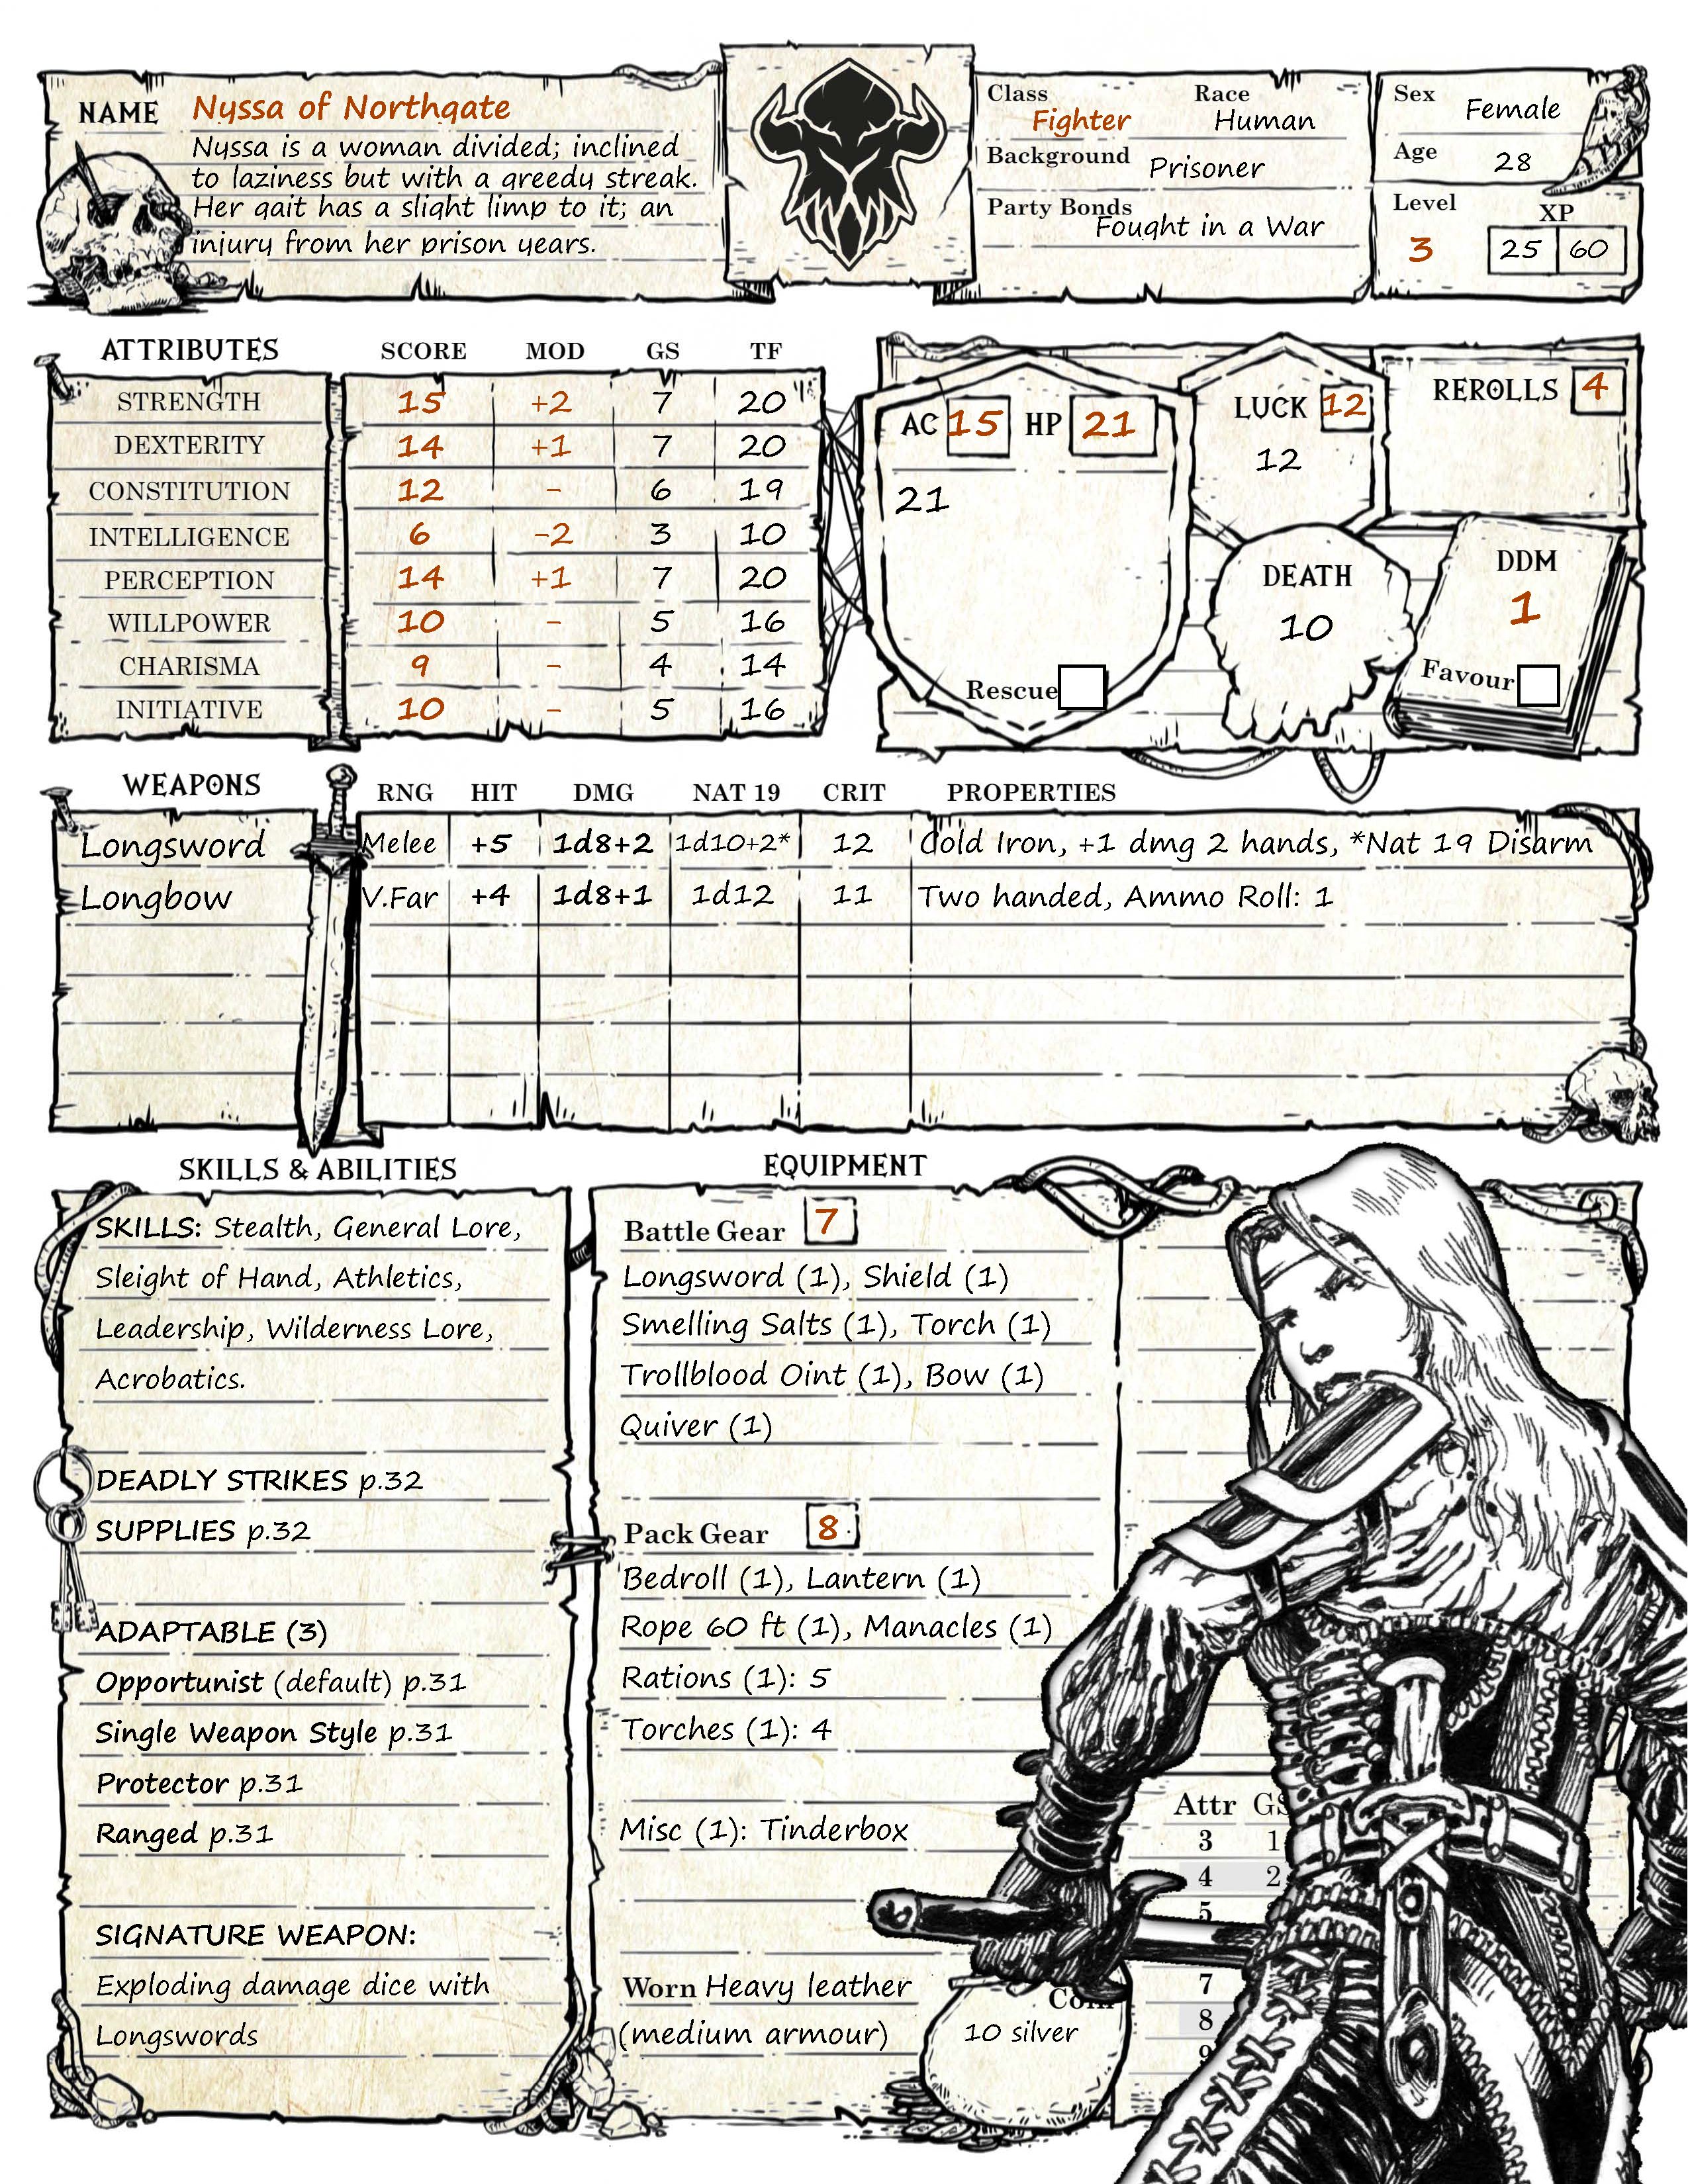 NAME Nyssa of Northgate
Nyssa is a woman divided; inclined
to laziness but with a greedy streak.
Her gait has a slight limp to it; an
injury from her prison years.
Class Race
Fighter Human
Background Prisoner
Party Bonds
Fought in a War
Sex Female
Age 28
Level XP
3 25 60
ATTRIBUTES SCORE MOD GS TF
STRENGTH 15 +2 7 20
DEXTERITY 14 +1 7 20
CONSTITUTION 12 - 6 19
INTELLIGENCE 6 -2 3 10
PERCEPTION 14 +1 7 20
WILLPOWER 10 - 5 16
CHARISMA 9 - 4 14
INITIATIVE 10 - 5 16
AC 15 HP 21
21
Rescue
LUCK 12
12
REROLLS 4
DEATH
10
DDM
1
Favour
WEAPONS RNG HIT DMG NAT 19 CRIT PROPERTIES
Longsword Melee +5 1d8+2 1d10+2* 12 Cold Iron, +1 dmg 2 hands, *Nat 19 Disarm
Longbow V.Far +4 1d8+1 1d12 11 Two handed, Ammo Roll: 1
SKILLS & ABILITIES
SKILLS: Stealth, General Lore,
Sleight of Hand, Athletics,
Leadership, Wilderness Lore,
Acrobatics.
DEADLY STRIKES p.32
SUPPLIES p.32
ADAPTABLE (3)
Opportunist (default) p.31
Single Weapon Style p.31
Protector p.31
Ranged p.31
SIGNATURE WEAPON:
Exploding damage dice with
Longswords
EQUIPMENT
Battle Gear 7
Longsword (1), Shield (1)
Smelling Salts (1), Torch (1)
Trollblood Oint (1), Bow (1)
Quiver (1)
Pack Gear 8
Bedroll (1), Lantern (1)
Rope 60 ft (1), Manacles (1)
Rations (1): 5
Torches (1): 4
Misc (1): Tinderbox
Worn Heavy leather
(medium armour)
10 silver
Attr GS
3 1
4 2
5
7
8
9